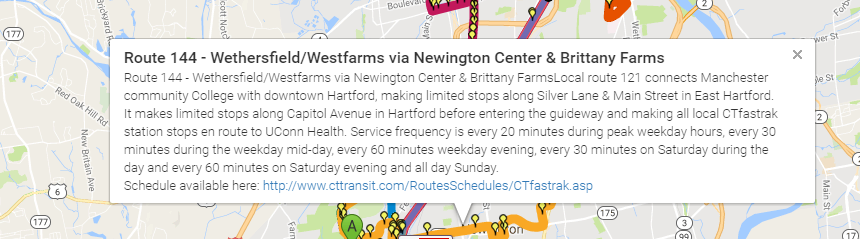 Boulevard
177
Route 144 - Wethersfield/Westfarms via Newington Center & Brittany Farms
Route 144 - Wethersfield/Westfarms via Newington Center & Brittany FarmsLocal route 121 connects Manchester
community College with downtown Hartford, making limited stops along Silver Lane & Main Street in East Hartford.
It makes limited stops along Capitol Avenue in Hartford before entering the guideway and making all local CTfastrak
station stops en route to UConn Health. Service frequency is every 20 minutes during peak weekday hours, every 30
minutes during the weekday mid-day, every 60 minutes weekday evening, every 30 minutes on Saturday during the
day and every 60 minutes on Saturday evening and all day Sunday.
Schedule available here: http://www.cttransit.com/RoutesSchedules/CTfastrak.asp
Red Oak Hill Rd
New Britain Ave
Main St
2
6
177
A
175
3